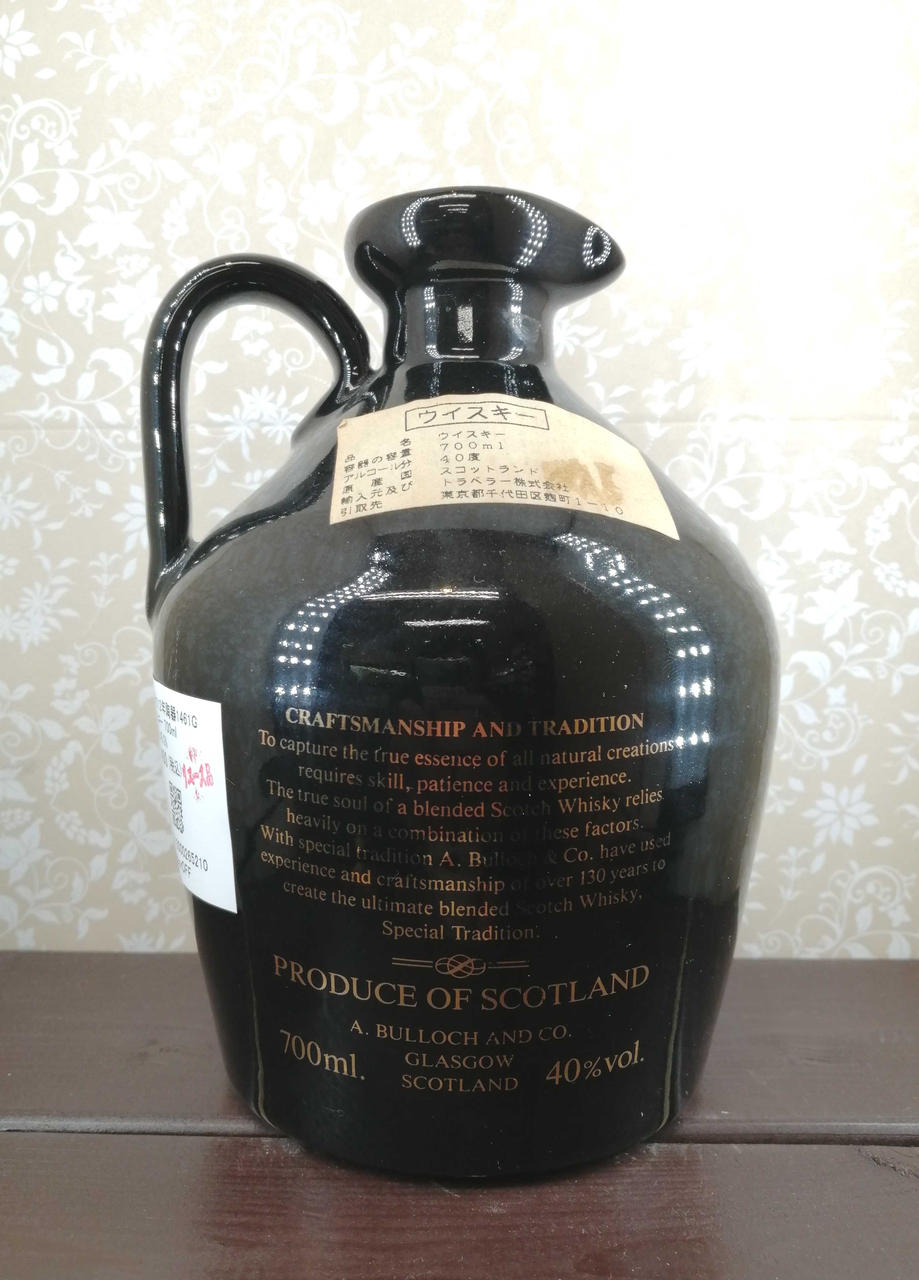 ウイスキー
品名 ウイスキー
容器の容量 700ml
アルコール分 40度
原産国 スコットランド
輸入元及び トラベラー株式会社
引取先 東京都千代田区麹町1-10
1461G
700ml
(税込)
00265210
OFF
CRAFTSMANSHIP AND TRADITION
To capture the true essence of all natural creations
requires skill, patience and experience.
The true soul of a blended Scotch Whisky relies
heavily on a combination of these factors.
With special tradition A. Bulloch & Co. have used
experience and craftsmanship of over 130 years to
create the ultimate blended Scotch Whisky,
Special Tradition.
PRODUCE OF SCOTLAND
A. BULLOCH AND CO.
700ml. GLASGOW 40%vol.
SCOTLAND